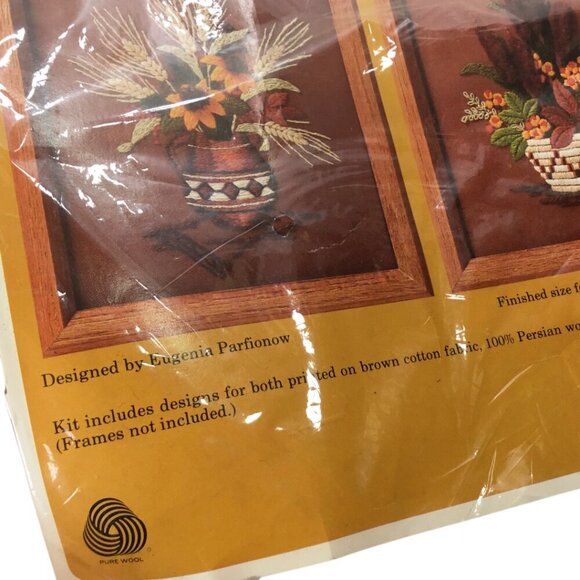 Finished size f
Designed by Eugenia Parfionow
Kit includes designs for both printed on brown cotton fabric, 100% Persian wo
(Frames not included.)
PURE WOOL